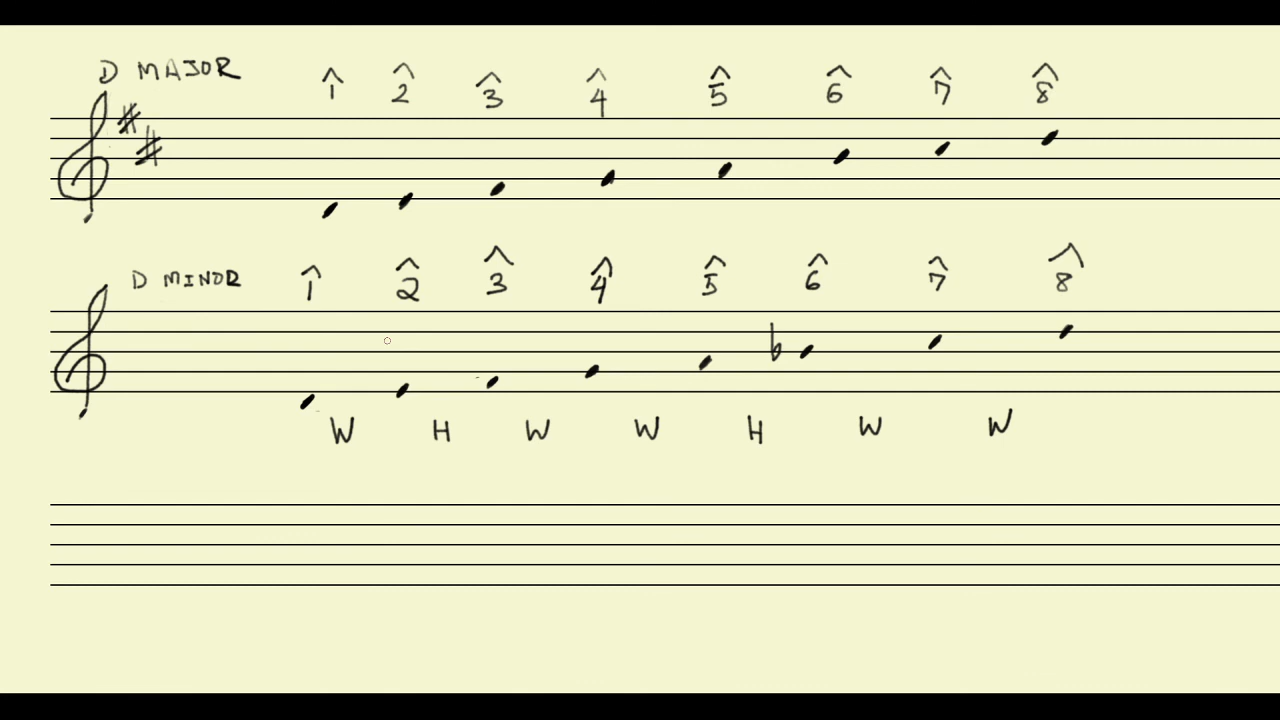 D MAJOR
^1 ^2 ^3 ^4 ^5 ^6 ^7 ^8
D MINOR
^1 ^2 ^3 ^4 ^5 ^6 ^7 ^8
W H W W H W W